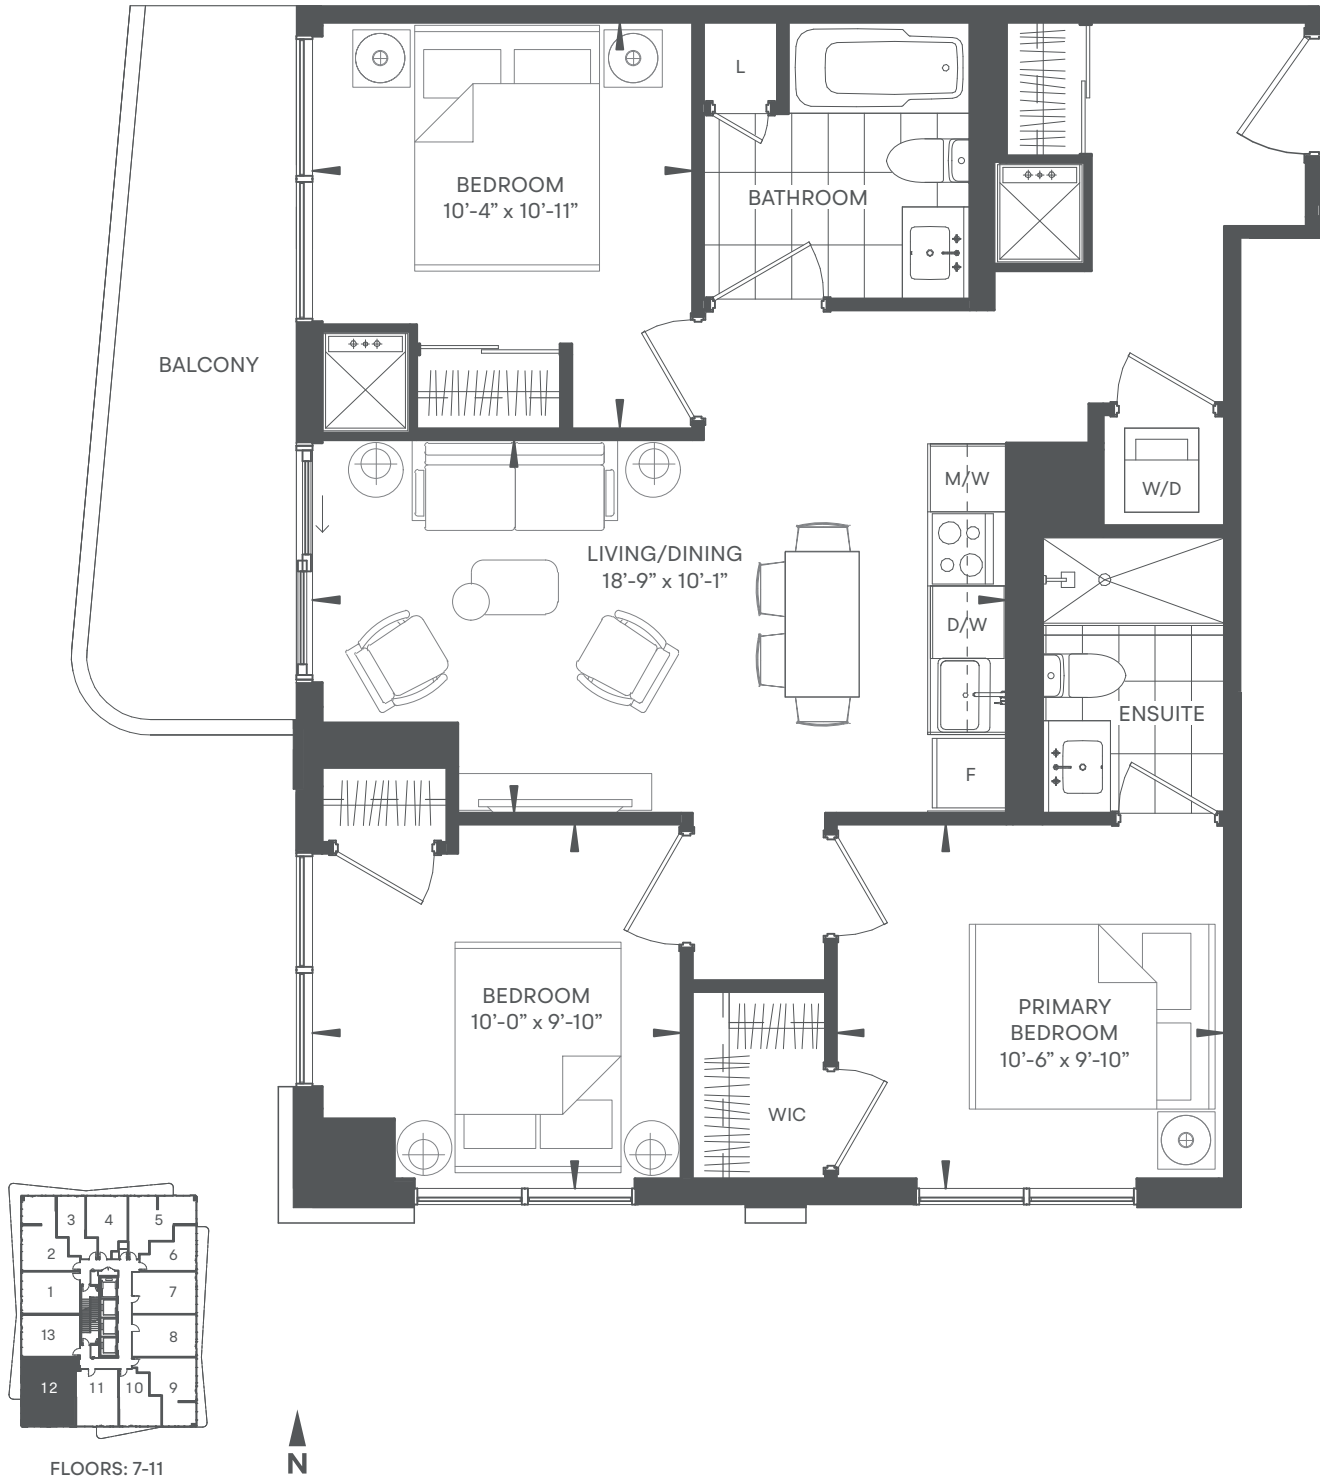 L
BEDROOM
10’-4” x 10’-11”
BATHROOM
BALCONY
M/W
W/D
LIVING/DINING
18’-9” x 10’-1”
D/W
ENSUITE
F
BEDROOM
10’-0” x 9’-10”
PRIMARY
BEDROOM
10’-6” x 9’-10”
WIC
3
4
5
2
6
1
7
13
8
12
11
10
9
FLOORS: 7-11
N